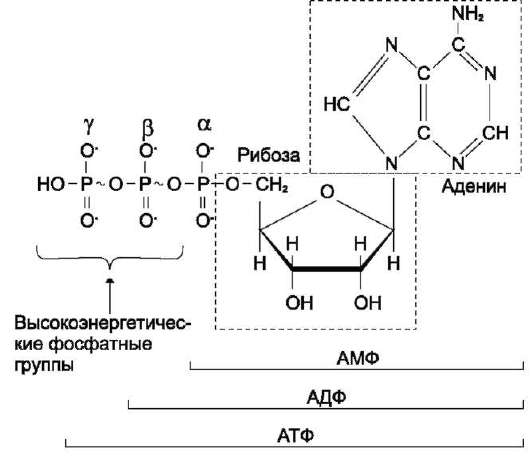 NH₂
N
C
N
C
HC
C
CH
N
N
Аденин
γ
β
α
O⁻
O⁻
O⁻
Рибоза
HO-P~O-P~O-P-O-CH₂
O
O⁻
O⁻
O⁻
H
H
H
H
OH
OH
Высокоэнергетичес-
кие фосфатные
группы
АМФ
АДФ
АТФ